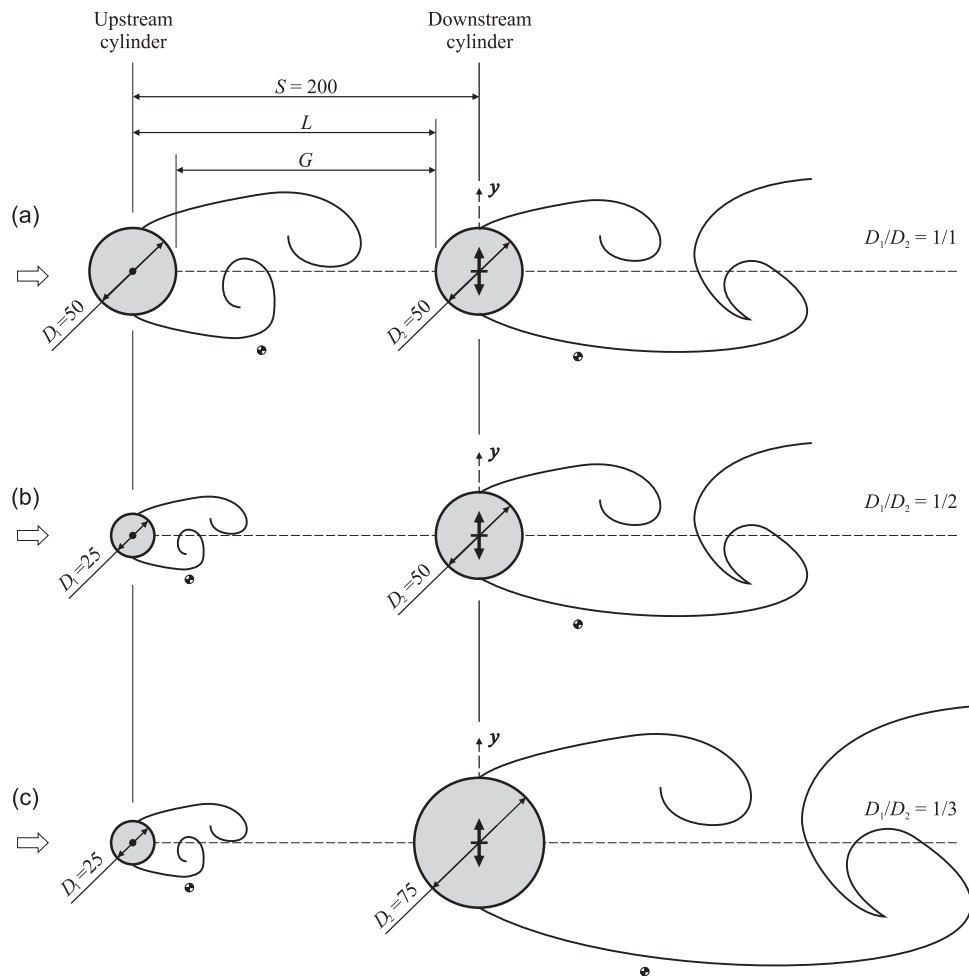 Upstream
cylinder
Downstream
cylinder
S = 200
L
G
y
(a)
D₁/D₂ = 1/1
D₁=50
D₂=50
y
(b)
D₁/D₂ = 1/2
D₁=25
D₂=50
y
(c)
D₁/D₂ = 1/3
D₁=25
D₂=75